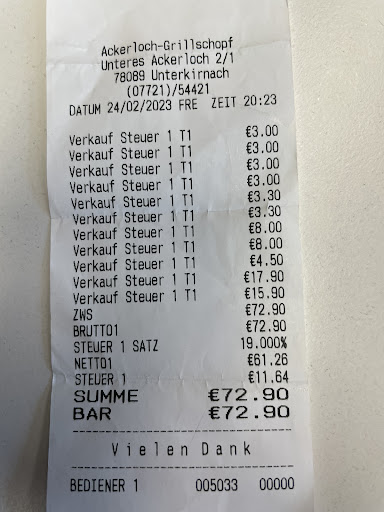 Ackerloch-Grillschopf
Unteres Ackerloch 2/1
78089 Unterkirnach
(07721)/54421
DATUM 24/02/2023 FRE ZEIT 20:23
Verkauf Steuer 1 T1 €3.00
Verkauf Steuer 1 T1 €3.00
Verkauf Steuer 1 T1 €3.00
Verkauf Steuer 1 T1 €3.00
Verkauf Steuer 1 T1 €3.30
Verkauf Steuer 1 T1 €3.30
Verkauf Steuer 1 T1 €8.00
Verkauf Steuer 1 T1 €8.00
Verkauf Steuer 1 T1 €4.50
Verkauf Steuer 1 T1 €17.90
Verkauf Steuer 1 T1 €15.90
ZWS €72.90
BRUTTO1 €72.90
STEUER 1 SATZ 19.000%
NETTO1 €61.26
STEUER 1 €11.64
SUMME €72.90
BAR €72.90
Vielen Dank
BEDIENER 1 005033 00000